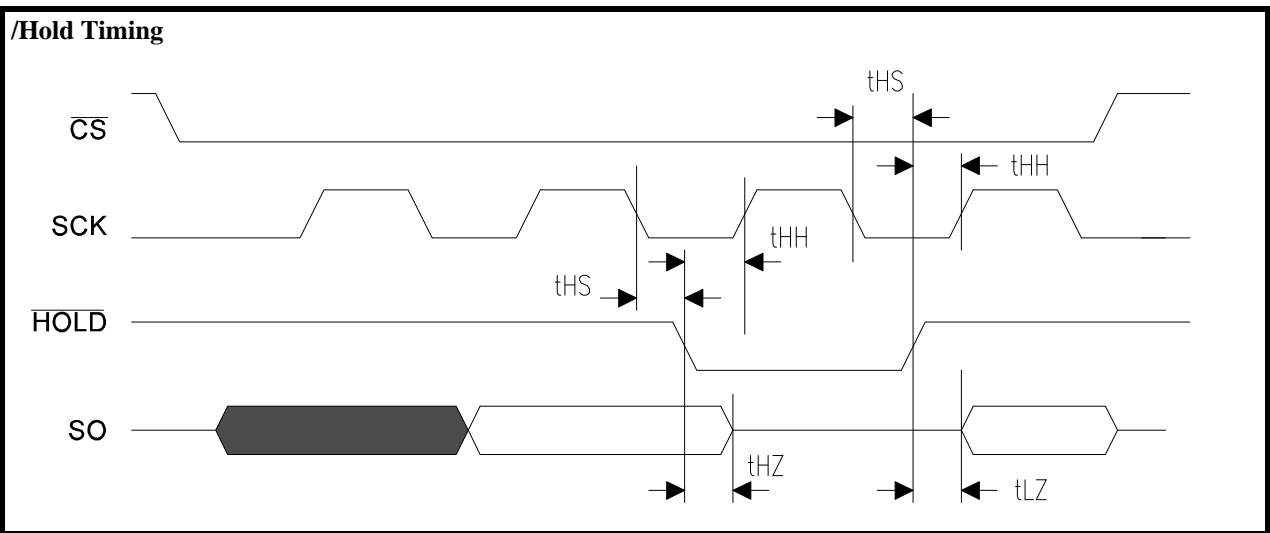 /Hold Timing
tHS
CS
tHH
SCK
tHH
tHS
HOLD
SO
tHZ
tLZ